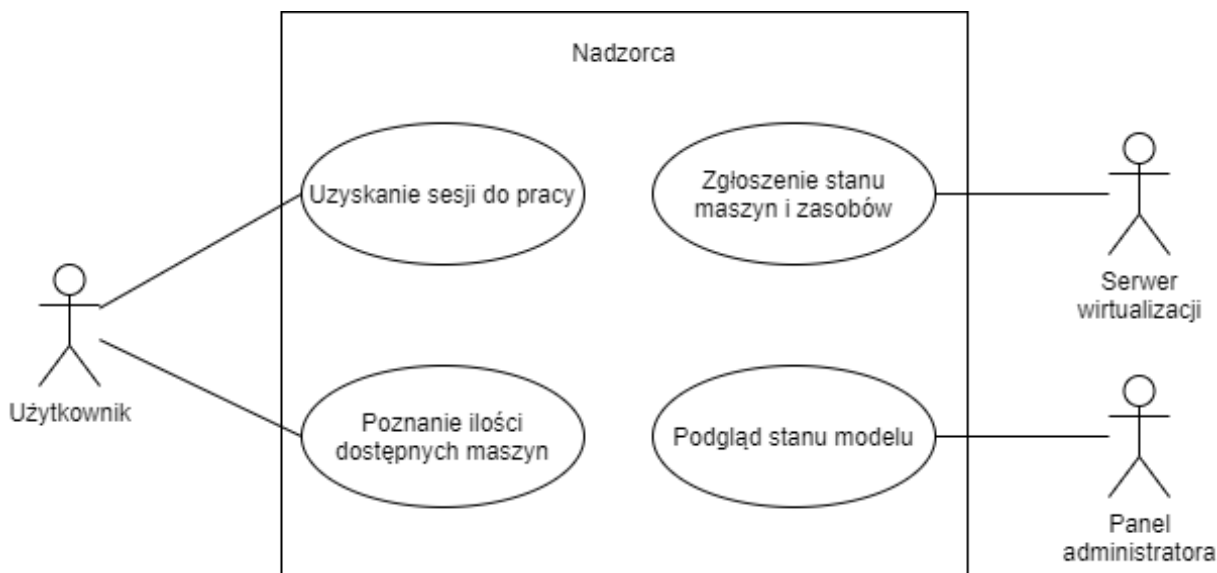 Nadzorca
Uzyskanie sesji do pracy
Zgłoszenie stanu
maszyn i zasobów
Serwer
wirtualizacji
Użytkownik
Poznanie ilości
dostępnych maszyn
Podgląd stanu modelu
Panel
administratora